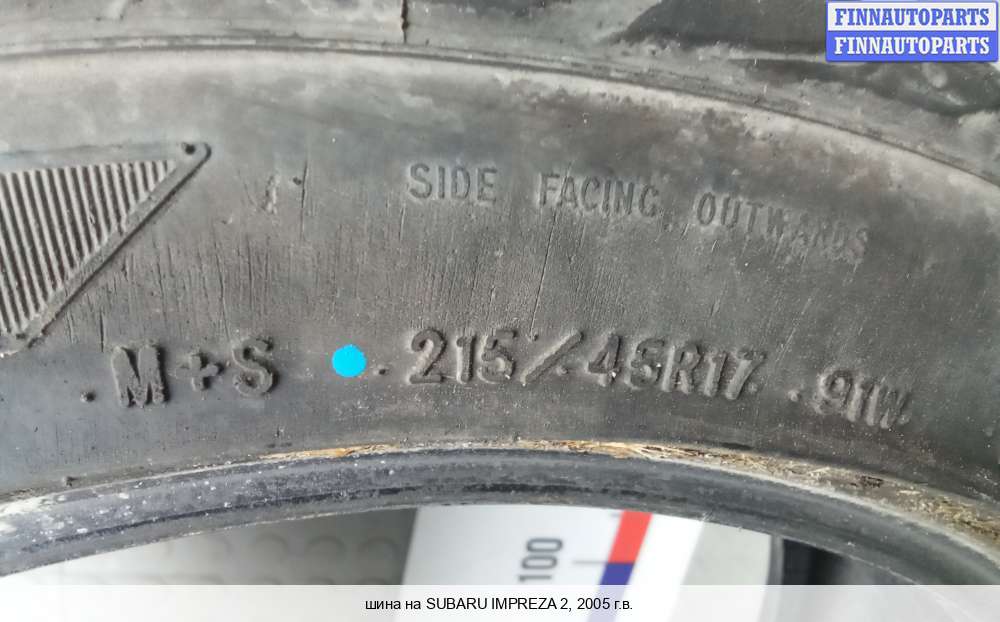 FINNAUTOPARTS
FINNAUTOPARTS
SIDE FACING OUTWARDS
M+S 215/45R17 91W
100
шина на SUBARU IMPREZA 2, 2005 г.в.